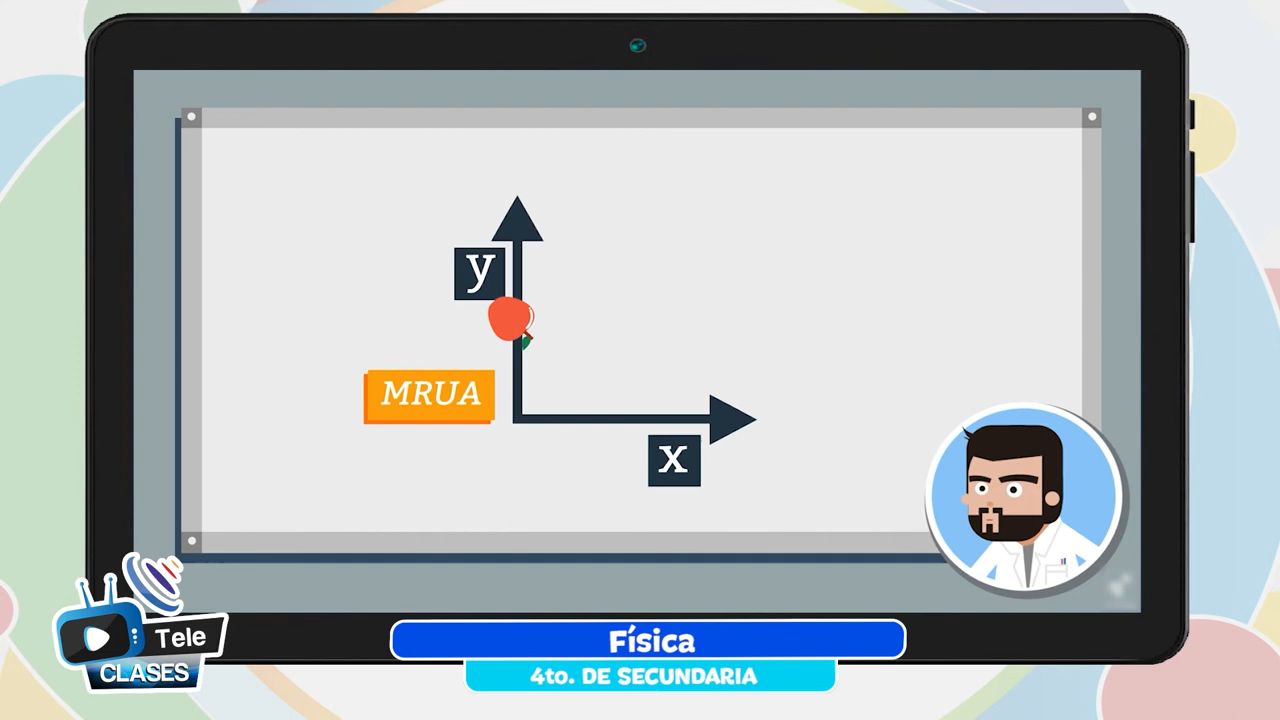 y
MRUA
x
Tele
CLASES
Física
4to. DE SECUNDARIA